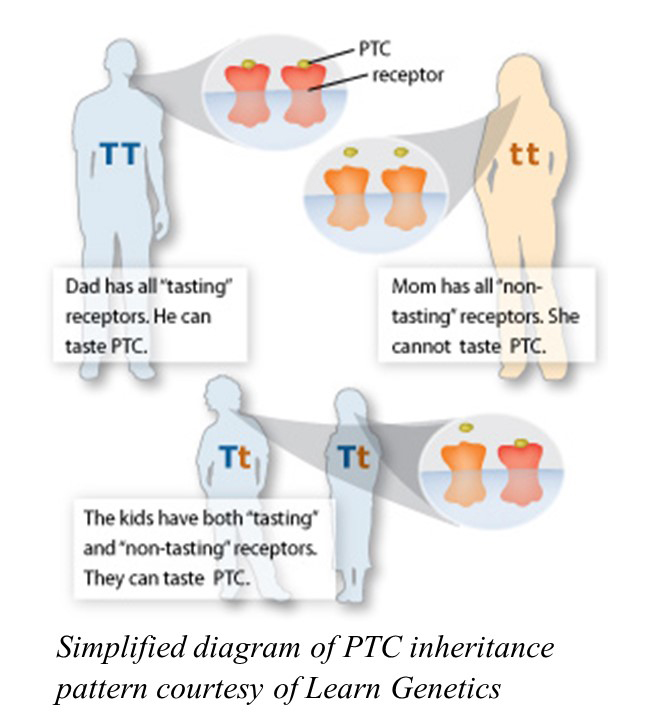 PTC
receptor
TT
tt
Dad has all "tasting"
receptors. He can
taste PTC.
Mom has all "non-
tasting" receptors. She
cannot taste PTC.
Tt
Tt
The kids have both "tasting"
and "non-tasting" receptors.
They can taste PTC.
Simplified diagram of PTC inheritance
pattern courtesy of Learn Genetics